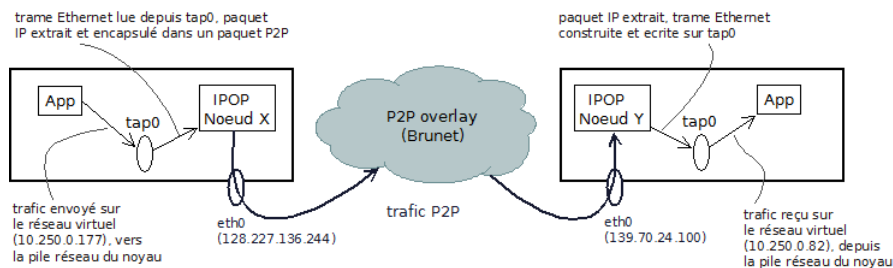 trame Ethernet lue depuis tap0, paquet
IP extrait et encapsulé dans un paquet P2P
paquet IP extrait, trame Ethernet
construite et ecrite sur tap0
App
tap0
IPOP
Noeud X
P2P overlay
(Brunet)
IPOP
Noeud Y
tap0
App
trafic envoyé sur
le réseau virtuel
(10.250.0.177), vers
la pile réseau du noyau
eth0
(128.227.136.244)
trafic P2P
eth0
(139.70.24.100)
trafic reçu sur
le réseau virtuel
(10.250.0.82), depuis
la pile réseau du noyau